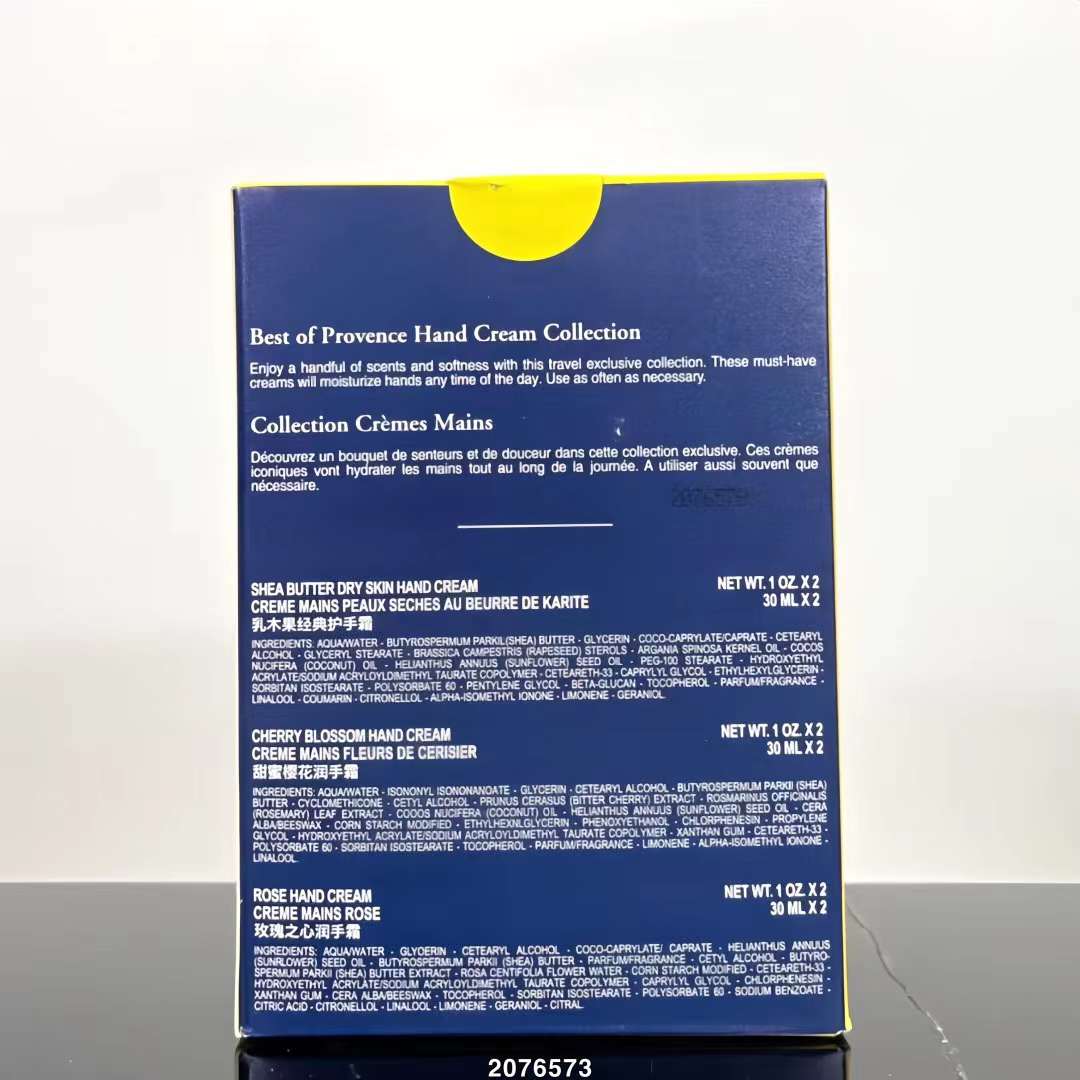 Best of Provence Hand Cream Collection
Enjoy a handful of scents and softness with this travel exclusive collection. These must-have
creams will moisturize hands any time of the day. Use as often as necessary.
Collection Crèmes Mains
Découvrez un bouquet de senteurs et de douceur dans cette collection exclusive. Ces crèmes
iconiques vont hydrater les mains tout au long de la journée. A utiliser aussi souvent que
nécessaire.
SHEA BUTTER DRY SKIN HAND CREAM NET WT. 1 OZ. X 2
CREME MAINS PEAUX SECHES AU BEURRE DE KARITE 30 ML X 2
乳木果经典护手霜
INGREDIENTS: AQUA/WATER - BUTYROSPERMUM PARKII (SHEA) BUTTER - GLYCERIN - COCO-CAPRYLATE/CAPRATE - CETEARYL
ALCOHOL - GLYCERYL STEARATE - BRASSICA CAMPESTRIS (RAPESEED) STEROLS - ARGANIA SPINOSA KERNEL OIL - COCOS
NUCIFERA (COCONUT) OIL - HELIANTHUS ANNUUS (SUNFLOWER) SEED OIL - PEG-100 STEARATE - HYDROXYETHYL
ACRYLATE/SODIUM ACRYLOYLDIMETHYL TAURATE COPOLYMER - CETEARETH-33 - CAPRYLYL GLYCOL - ETHYLHEXYLGLYCERIN -
SORBITAN ISOSTEARATE - POLYSORBATE 60 - PENTYLENE GLYCOL - BETA-GLUCAN - TOCOPHEROL - PARFUM/FRAGRANCE -
LINALOOL - COUMARIN - CITRONELLOL - ALPHA-ISOMETHYL IONONE - LIMONENE - GERANIOL.
CHERRY BLOSSOM HAND CREAM NET WT. 1 OZ. X 2
CREME MAINS FLEURS DE CERISIER 30 ML X 2
甜蜜樱花润手霜
INGREDIENTS: AQUA/WATER - ISONONYL ISONONANOATE - GLYCERIN - CETEARYL ALCOHOL - BUTYROSPERMUM PARKII (SHEA)
BUTTER - CYCLOMETHICONE - CETYL ALCOHOL - PRUNUS CERASUS (BITTER CHERRY) EXTRACT - ROSMARINUS OFFICINALIS
(ROSEMARY) LEAF EXTRACT - COCOS NUCIFERA (COCONUT) OIL - HELIANTHUS ANNUUS (SUNFLOWER) SEED OIL - CERA
ALBA/BEESWAX - CORN STARCH MODIFIED - ETHYLHEXYLGLYCERIN - PHENOXYETHANOL - CHLORPHENESIN - PROPYLENE
GLYCOL - HYDROXYETHYL ACRYLATE/SODIUM ACRYLOYLDIMETHYL TAURATE COPOLYMER - XANTHAN GUM - CETEARETH-33 -
POLYSORBATE 60 - SORBITAN ISOSTEARATE - TOCOPHEROL - PARFUM/FRAGRANCE - LIMONENE - ALPHA-ISOMETHYL IONONE -
LINALOOL.
ROSE HAND CREAM NET WT. 1 OZ. X 2
CREME MAINS ROSE 30 ML X 2
玫瑰之心润手霜
INGREDIENTS: AQUA/WATER - GLYCERIN - CETEARYL ALCOHOL - COCO-CAPRYLATE/ CAPRATE - HELIANTHUS ANNUUS
(SUNFLOWER) SEED OIL - BUTYROSPERMUM PARKII (SHEA) BUTTER - PARFUM/FRAGRANCE - CETYL ALCOHOL - BUTYRO-
SPERMUM PARKII (SHEA) BUTTER EXTRACT - ROSA CENTIFOLIA FLOWER WATER - CORN STARCH MODIFIED - CETEARETH-33 -
HYDROXYETHYL ACRYLATE/SODIUM ACRYLOYLDIMETHYL TAURATE COPOLYMER - CAPRYLYL GLYCOL - CHLORPHENESIN -
XANTHAN GUM - CERA ALBA/BEESWAX - TOCOPHEROL - SORBITAN ISOSTEARATE - POLYSORBATE 60 - SODIUM BENZOATE -
CITRIC ACID - CITRONELLOL - LINALOOL - LIMONENE - GERANIOL - CITRAL.
2076573